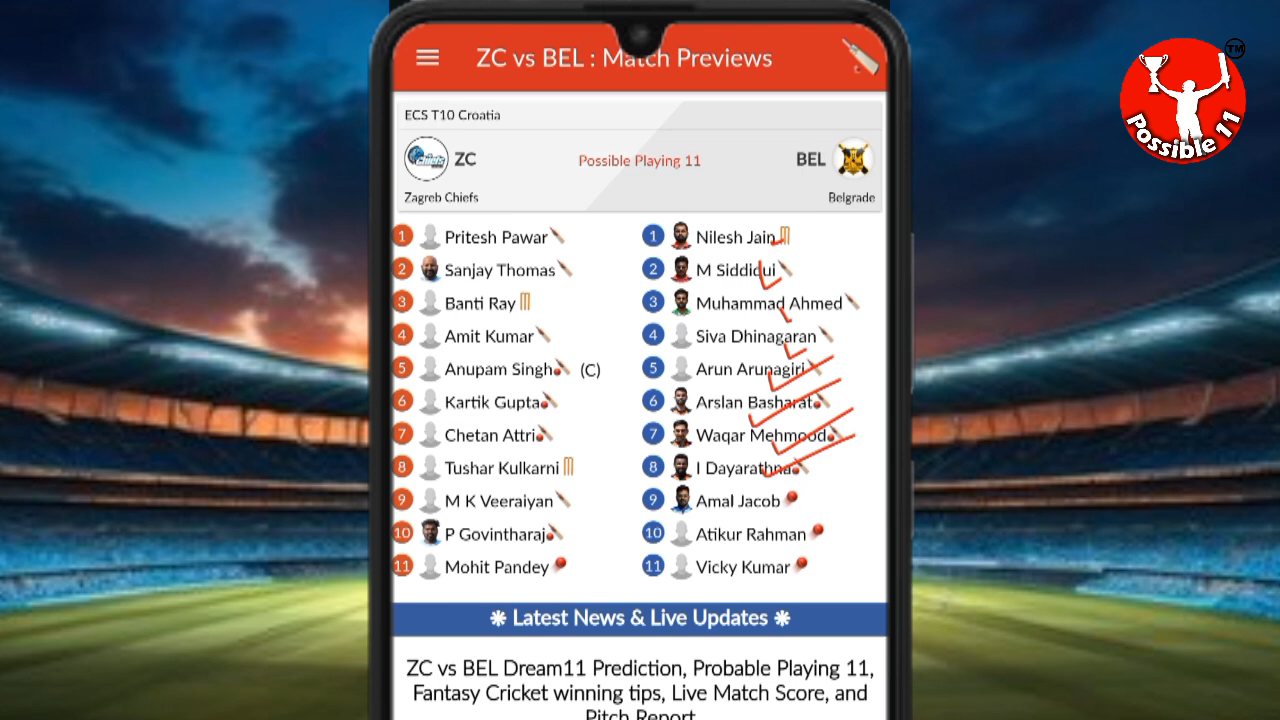 ZC vs BEL : Match Previews
TM
Possible 11
ECS T10 Croatia
ZC
Possible Playing 11
BEL
Zagreb Chiefs
Belgrade
1 Pritesh Pawar
2 Sanjay Thomas
3 Banti Ray
4 Amit Kumar
5 Anupam Singh (C)
6 Kartik Gupta
7 Chetan Attri
8 Tushar Kulkarni
9 M K Veeraiyan
10 P Govintharaj
11 Mohit Pandey
1 Nilesh Jain
2 M Siddiqui
3 Muhammad Ahmed
4 Siva Dhinagaran
5 Arun Arunagiri
6 Arslan Basharat
7 Waqar Mehmood
8 I Dayarathna
9 Amal Jacob
10 Atikur Rahman
11 Vicky Kumar
Latest News & Live Updates
ZC vs BEL Dream11 Prediction, Probable Playing 11,
Fantasy Cricket winning tips, Live Match Score, and
Pitch Report